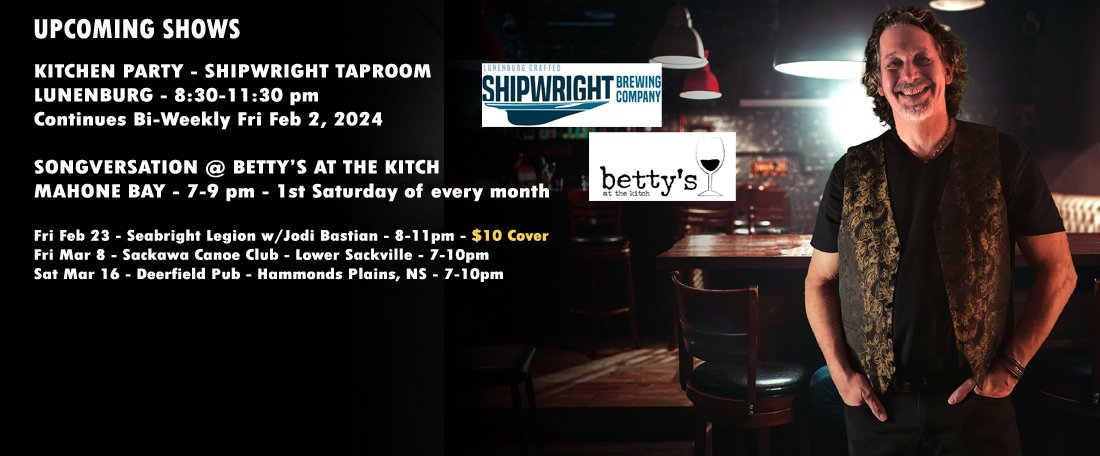 UPCOMING SHOWS
KITCHEN PARTY - SHIPWRIGHT TAPROOM
LUNENBURG - 8:30-11:30 pm
Continues Bi-Weekly Fri Feb 2, 2024
SONGVERSATION @ BETTY'S AT THE KITCH
MAHONE BAY - 7-9 pm - 1st Saturday of every month
Fri Feb 23 - Seabright Legion w/Jodi Bastian - 8-11pm - $10 Cover
Fri Mar 8 - Sackawa Canoe Club - Lower Sackville - 7-10pm
Sat Mar 16 - Deerfield Pub - Hammonds Plains, NS - 7-10pm
LUNENBURG CRAFTED
SHIPWRIGHT BREWING
COMPANY
betty's
at the kitch